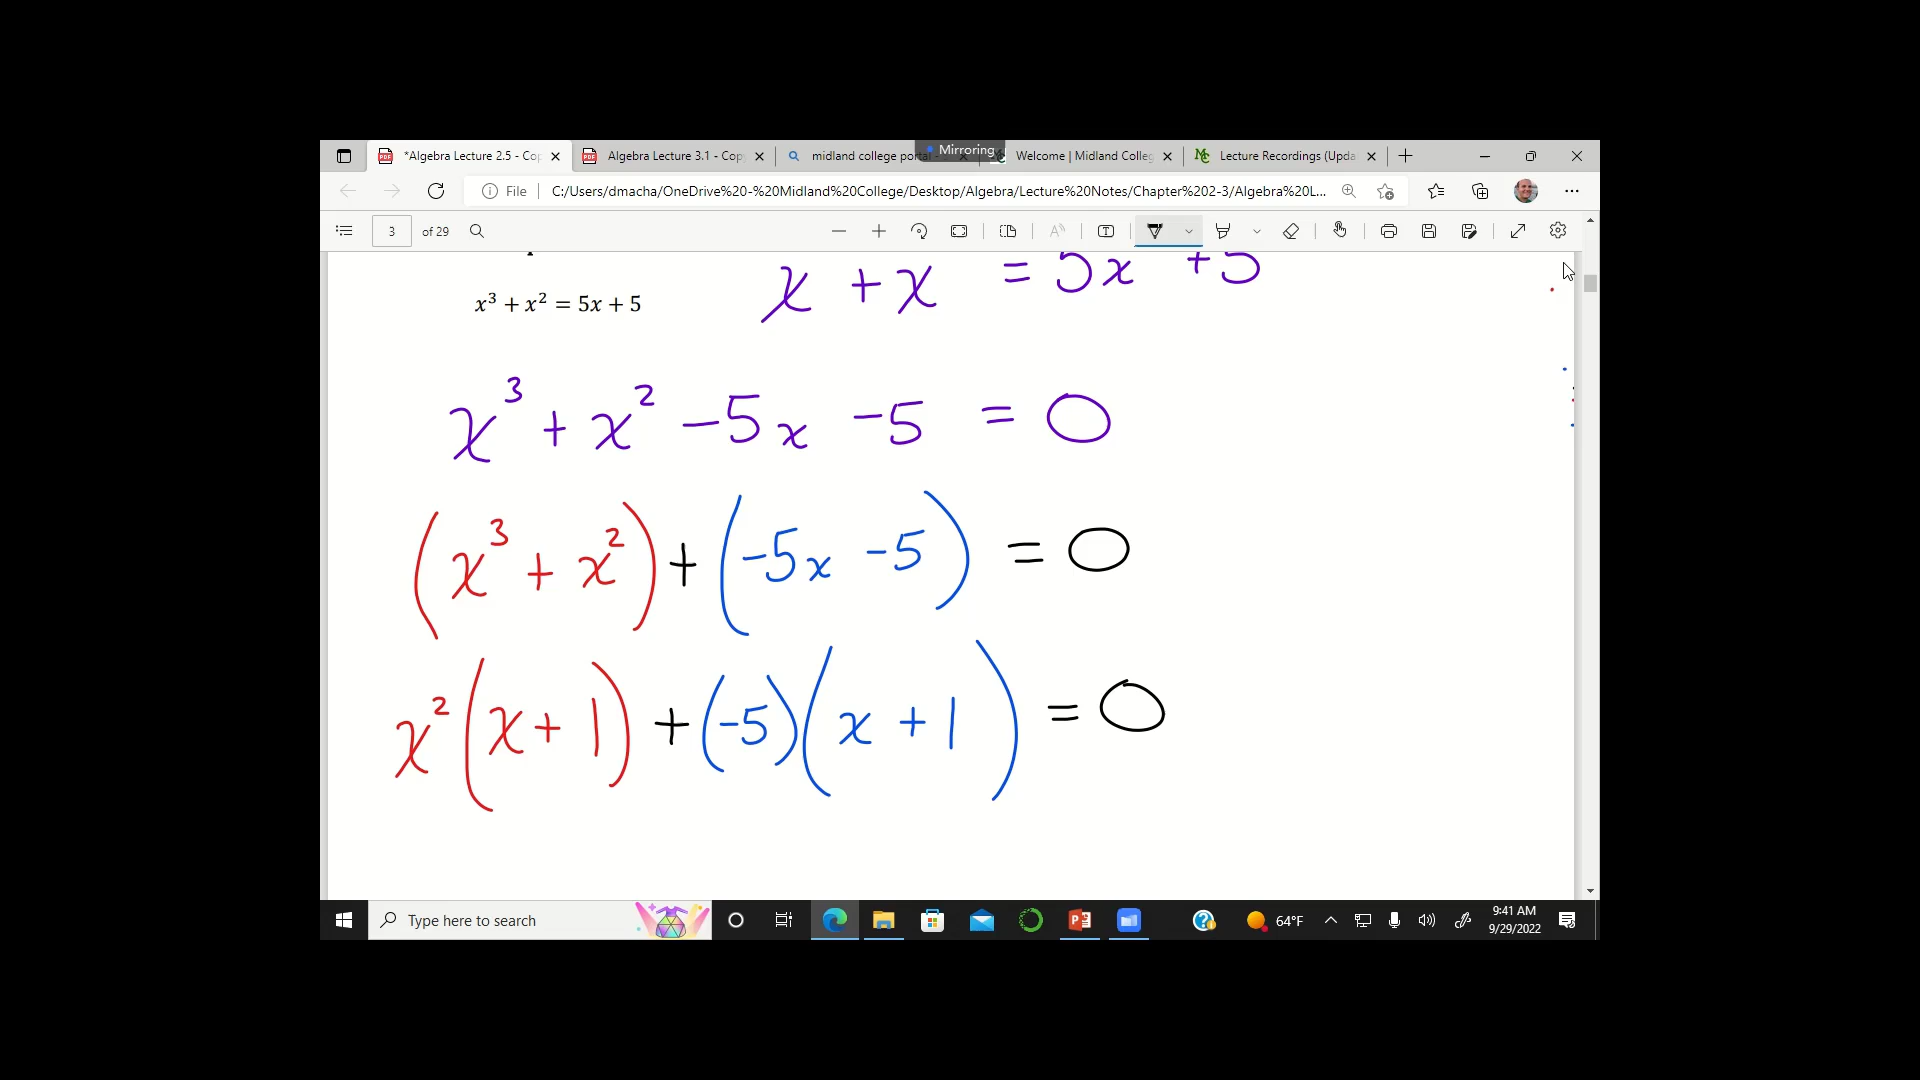 Mirroring
*Algebra Lecture 2.5 - Cop
Algebra Lecture 3.1 - Cop
midland college portal -
Welcome | Midland Colleg
Lecture Recordings (Upda
File
C:/Users/dmacha/OneDrive%20-%20Midland%20College/Desktop/Algebra/Lecture%20Notes/Chapter%202-3/Algebra%20L...
3 of 29
x³ + x² = 5x + 5
x + x = 5x + 5
x³ + x² - 5x - 5 = 0
(x³ + x²) + (-5x - 5) = 0
x²(x + 1) + (-5)(x + 1) = 0
Type here to search
64°F
9:41 AM
9/29/2022